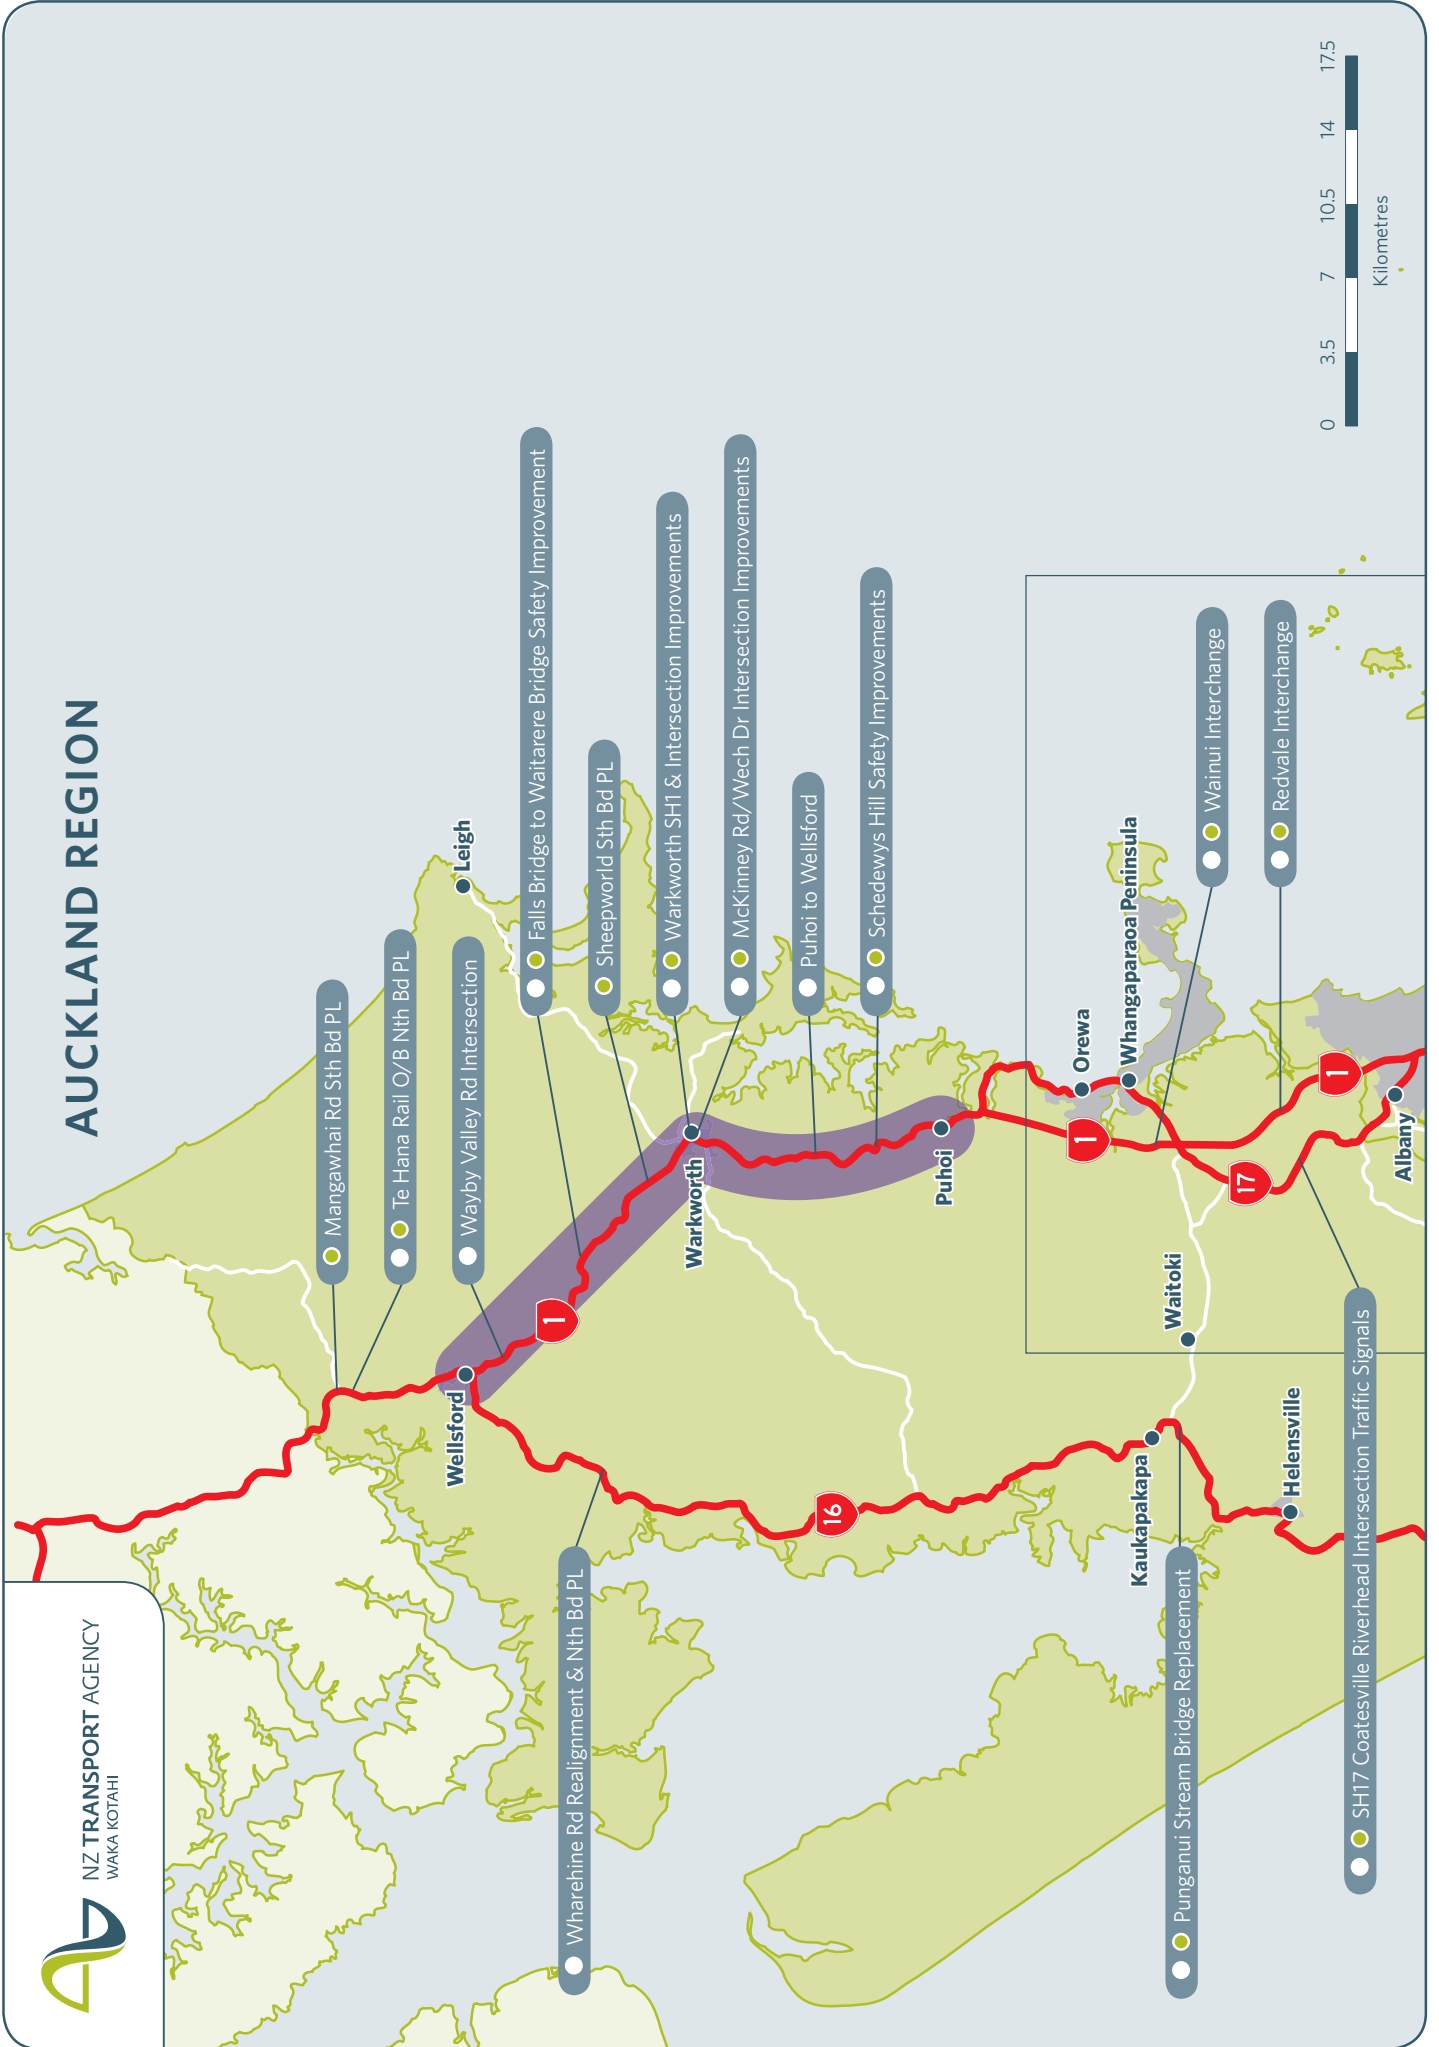 NZ TRANSPORT AGENCY
WAKA KOTAHI
AUCKLAND REGION
Mangawhai Rd Sth Bd PL
Te Hana Rail O/B Nth Bd PL
Wayby Valley Rd Intersection
Leigh
Wellsford
Falls Bridge to Waitarere Bridge Safety Improvement
1
Wharehine Rd Realignment & Nth Bd PL
Sheepworld Sth Bd PL
Warkworth SH1 & Intersection Improvements
Warkworth
McKinney Rd/Wech Dr Intersection Improvements
Puhoi to Wellsford
16
Schedewys Hill Safety Improvements
Puhoi
Orewa
1
Whangaparaoa Peninsula
Kaukapakapa
Waitoki
Punganui Stream Bridge Replacement
Wainui Interchange
17
Redvale Interchange
Helensville
1
SH17 Coatesville Riverhead Intersection Traffic Signals
Albany
0 3.5 7 10.5 14 17.5
Kilometres